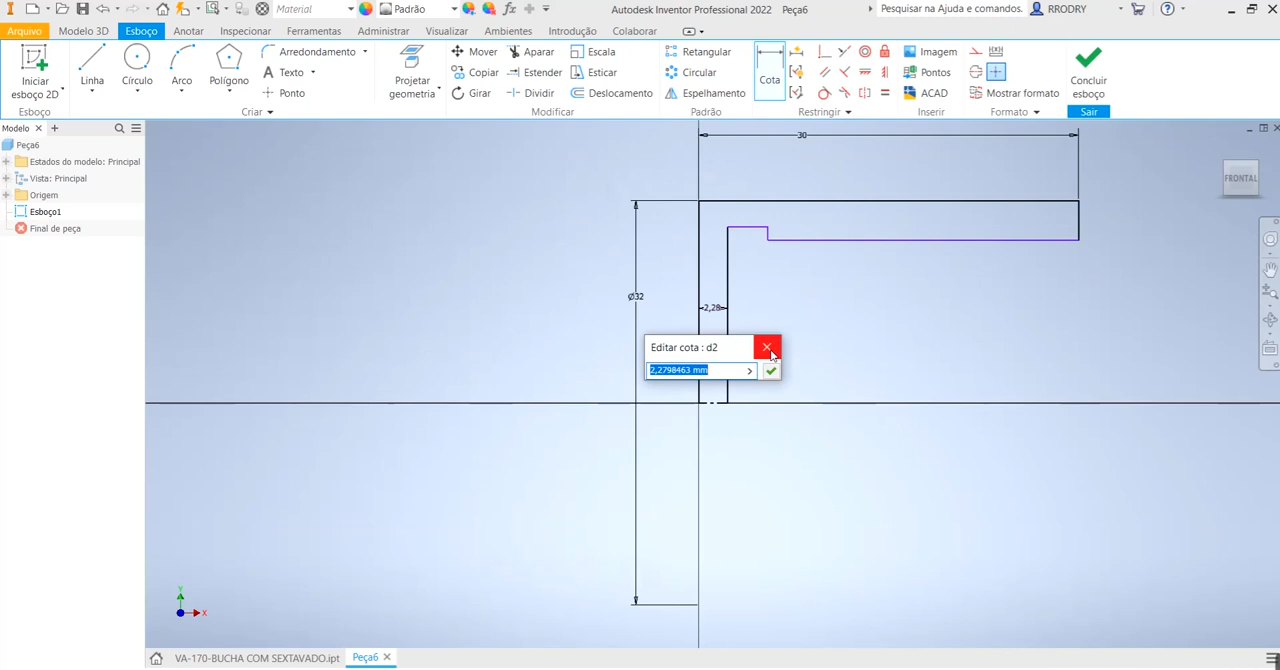 Material
Padrão
Autodesk Inventor Professional 2022 Peça6
Pesquisar na Ajuda e comandos.
RRODRY
Arquivo
Modelo 3D
Esboço
Anotar
Inspecionar
Ferramentas
Administrar
Visualizar
Ambientes
Introdução
Colaborar
Iniciar
esboço 2D
Linha
Círculo
Arco
Polígono
Arredondamento
A Texto
Ponto
Projetar
geometria
Mover
Aparar
Escala
Copiar
Estender
Esticar
Girar
Dividir
Deslocamento
Retangular
Circular
Espelhamento
Cota
Imagem
Pontos
ACAD
Mostrar formato
Concluir
esboço
Esboço
Criar
Modificar
Padrão
Restringir
Inserir
Formato
Sair
Modelo
Peça6
Estados do modelo: Principal
Vista: Principal
Origem
Esboço1
Final de peça
30
FRONTAL
Ø32
2,28
Editar cota : d2
2,2798463 mm
Y
X
VA-170-BUCHA COM SEXTAVADO.ipt
Peça6